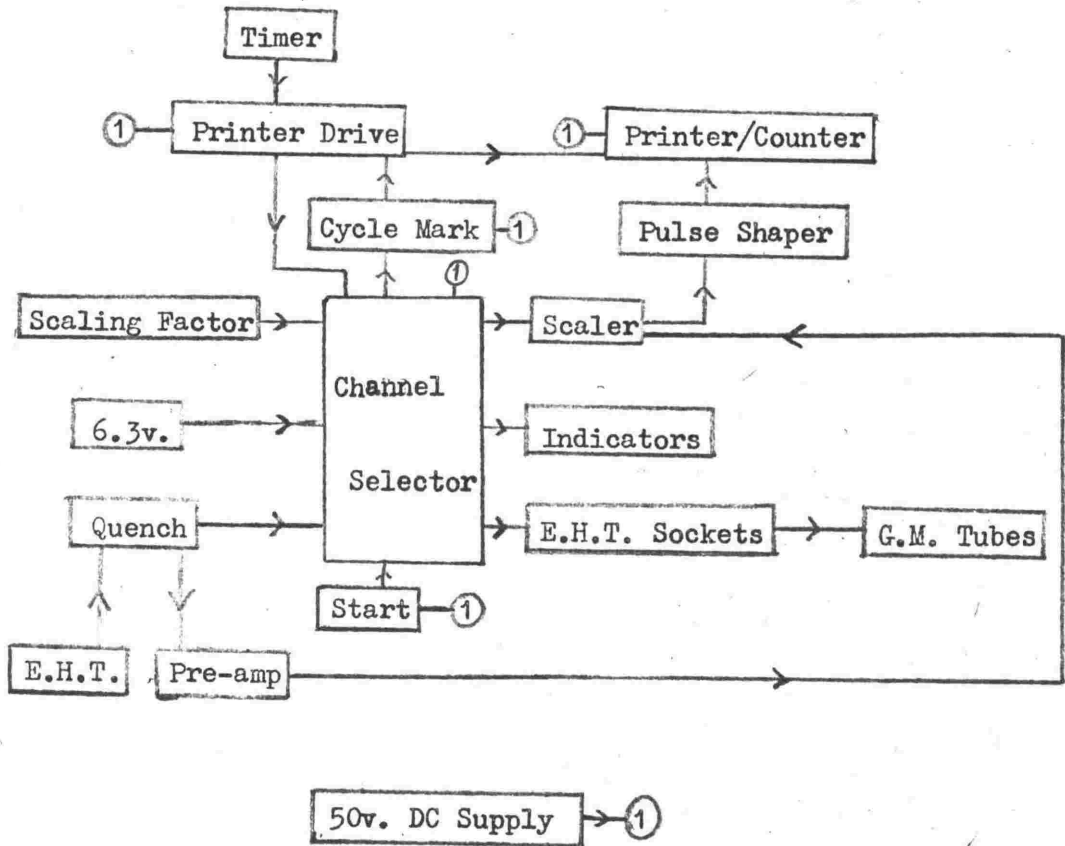 Timer
① Printer Drive
① Printer/Counter
Cycle Mark ①
Pulse Shaper
①
Scaling Factor
Scaler
Channel
Selector
6.3v.
Indicators
Quench
E.H.T. Sockets
G.M. Tubes
Start ①
E.H.T.
Pre-amp
50v. DC Supply ①